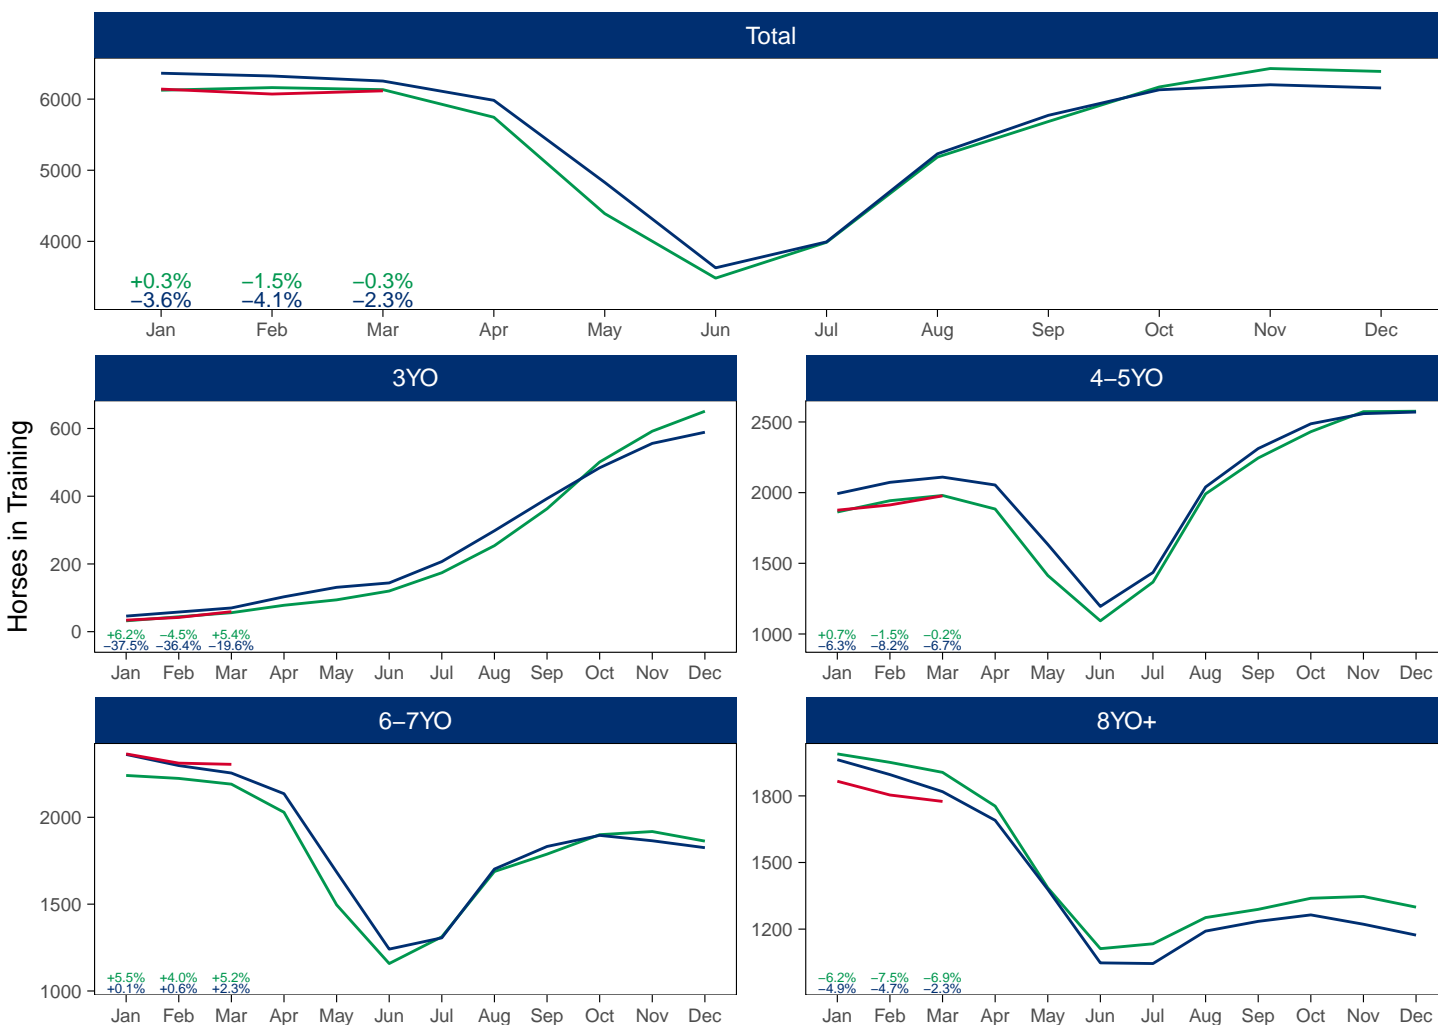 Total
6000
5000
4000
+0.3% −1.5% −0.3%
−3.6% −4.1% −2.3%
Jan Feb Mar Apr May Jun Jul Aug Sep Oct Nov Dec
Horses in Training
3YO
600
400
200
0
+6.2% −4.5% +5.4%
−37.5% −36.4% −19.6%
Jan Feb Mar Apr May Jun Jul Aug Sep Oct Nov Dec
4–5YO
2500
2000
1500
1000
+0.7% −1.5% −0.2%
−6.3% −8.2% −6.7%
Jan Feb Mar Apr May Jun Jul Aug Sep Oct Nov Dec
6–7YO
2000
1500
1000
+5.5% +4.0% +5.2%
+0.1% +0.6% +2.3%
Jan Feb Mar Apr May Jun Jul Aug Sep Oct Nov Dec
8YO+
1800
1500
1200
−6.2% −7.5% −6.9%
−4.9% −4.7% −2.3%
Jan Feb Mar Apr May Jun Jul Aug Sep Oct Nov Dec